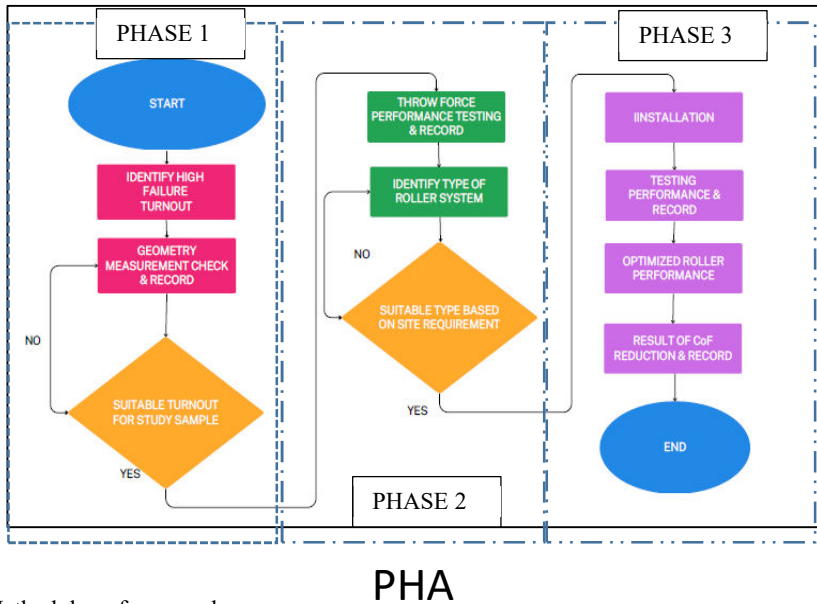 PHASE 1
START
IDENTIFY HIGH
FAILURE
TURNOUT
GEOMETRY
MEASUREMENT CHECK
& RECORD
NO
SUITABLE TURNOUT
FOR STUDY SAMPLE
YES
THROW FORCE
PERFORMANCE TESTING
& RECORD
IDENTIFY TYPE OF
ROLLER SYSTEM
NO
SUITABLE TYPE BASED
ON SITE REQUIREMENT
YES
PHASE 2
PHASE 3
IINSTALLATION
TESTING
PERFORMANCE &
RECORD
OPTIMIZED ROLLER
PERFORMANCE
RESULT OF CoF
REDUCTION & RECORD
END
PHA